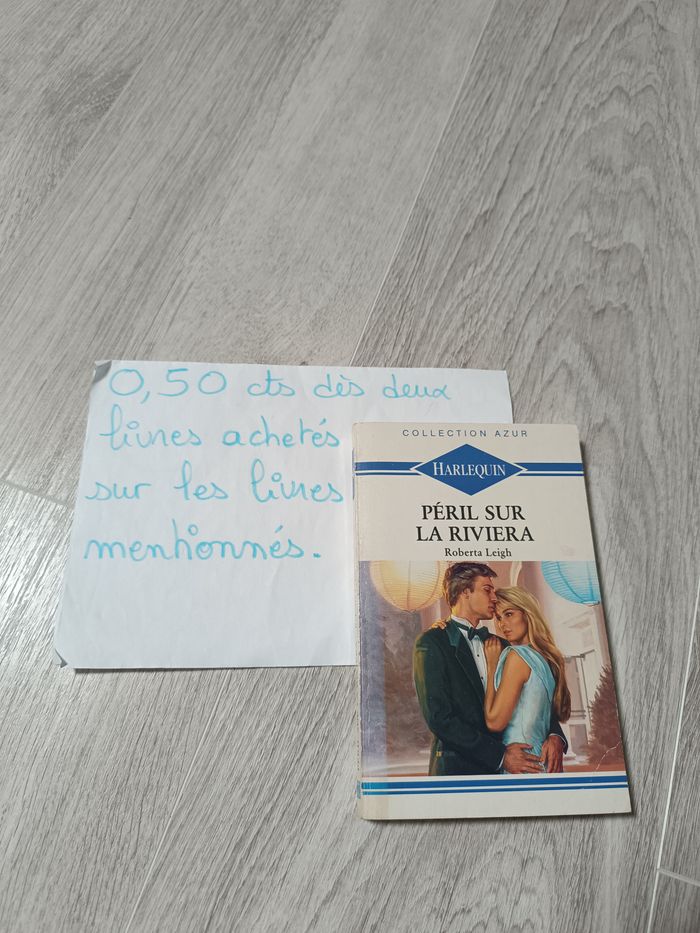 0,50 cts dès deux
livres achetés
sur les livres
mentionnés.
COLLECTION AZUR
HARLEQUIN
PÉRIL SUR
LA RIVIERA
Roberta Leigh